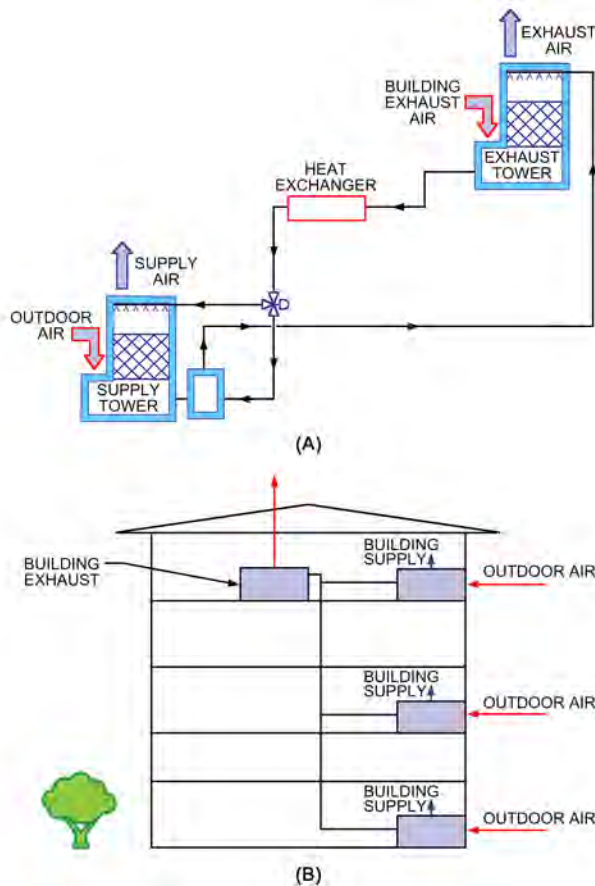 EXHAUST
AIR
BUILDING
EXHAUST
AIR
EXHAUST
TOWER
HEAT
EXCHANGER
SUPPLY
AIR
OUTDOOR
AIR
SUPPLY
TOWER
(A)
BUILDING
SUPPLY
BUILDING
EXHAUST
OUTDOOR AIR
BUILDING
SUPPLY
OUTDOOR AIR
BUILDING
SUPPLY
OUTDOOR AIR
(B)